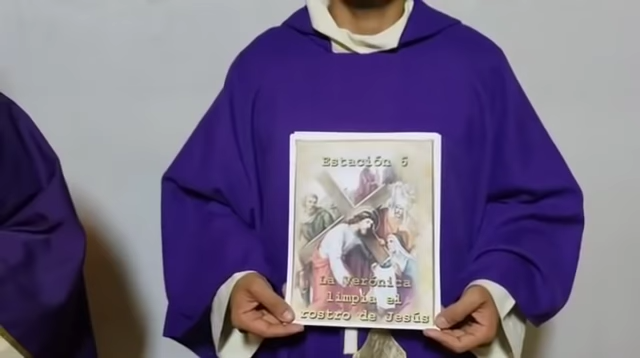 Estación 6
La Verónica
limpia el
rostro de Jesús